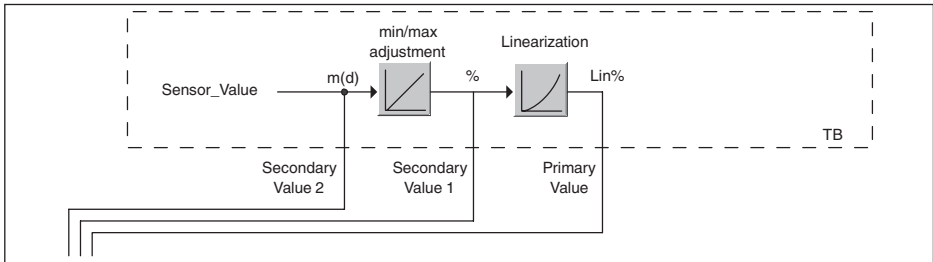 min/max
adjustment
Linearization
Sensor_Value
m(d)
%
Lin%
TB
Secondary
Value 2
Secondary
Value 1
Primary
Value